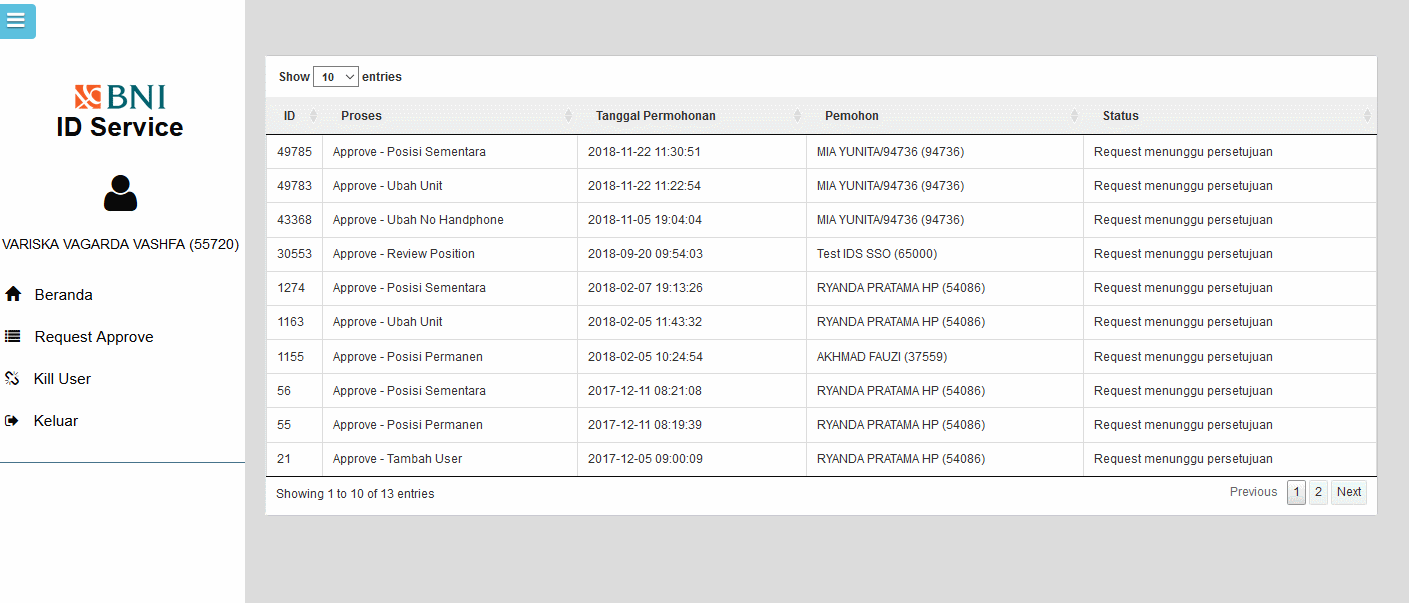 BNI
ID Service
VARISKA VAGARDA VASHFA (55720)
Beranda
Request Approve
Kill User
Keluar
Show 10 entries
ID Proses Tanggal Permohonan Pemohon Status
49785 Approve - Posisi Sementara 2018-11-22 11:30:51 MIA YUNITA/94736 (94736) Request menunggu persetujuan
49783 Approve - Ubah Unit 2018-11-22 11:22:54 MIA YUNITA/94736 (94736) Request menunggu persetujuan
43368 Approve - Ubah No Handphone 2018-11-05 19:04:04 MIA YUNITA/94736 (94736) Request menunggu persetujuan
30553 Approve - Review Position 2018-09-20 09:54:03 Test IDS SSO (65000) Request menunggu persetujuan
1274 Approve - Posisi Sementara 2018-02-07 19:13:26 RYANDA PRATAMA HP (54086) Request menunggu persetujuan
1163 Approve - Ubah Unit 2018-02-05 11:43:32 RYANDA PRATAMA HP (54086) Request menunggu persetujuan
1155 Approve - Posisi Permanen 2018-02-05 10:24:54 AKHMAD FAUZI (37559) Request menunggu persetujuan
56 Approve - Posisi Sementara 2017-12-11 08:21:08 RYANDA PRATAMA HP (54086) Request menunggu persetujuan
55 Approve - Posisi Permanen 2017-12-11 08:19:39 RYANDA PRATAMA HP (54086) Request menunggu persetujuan
21 Approve - Tambah User 2017-12-05 09:00:09 RYANDA PRATAMA HP (54086) Request menunggu persetujuan
Showing 1 to 10 of 13 entries Previous 1 2 Next